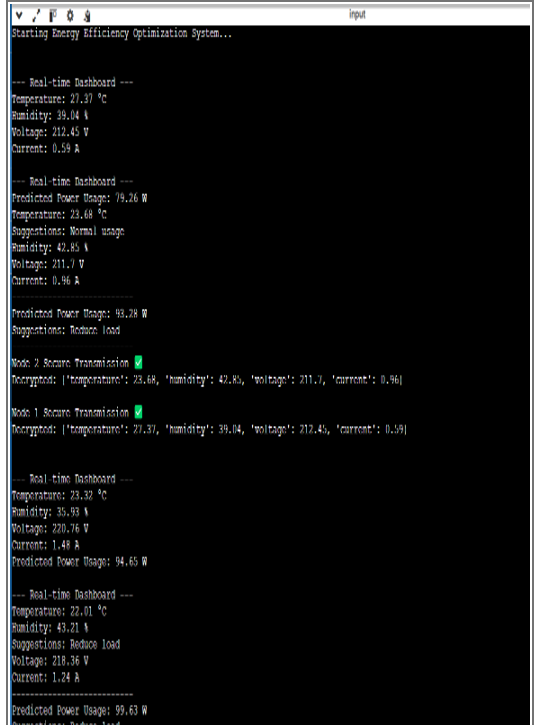 input
Starting Energy Efficiency Optimization System...
--- Real-time Dashboard ---
Temperature: 27.37 °C
Humidity: 39.04 %
Voltage: 212.45 V
Current: 0.59 A
--- Real-time Dashboard ---
Predicted Power Usage: 79.26 W
Temperature: 23.68 °C
Suggestions: Normal usage
Humidity: 42.85 %
Voltage: 211.7 V
Current: 0.96 A
---------------------------
Predicted Power Usage: 93.28 W
Suggestions: Reduce load
Node 2 Secure Transmission ✅
Decrypted: {'temperature': 23.68, 'humidity': 42.85, 'voltage': 211.7, 'current': 0.96}
Node 1 Secure Transmission ✅
Decrypted: {'temperature': 27.37, 'humidity': 39.04, 'voltage': 212.45, 'current': 0.59}
--- Real-time Dashboard ---
Temperature: 23.32 °C
Humidity: 35.93 %
Voltage: 220.76 V
Current: 1.48 A
Predicted Power Usage: 94.65 W
--- Real-time Dashboard ---
Temperature: 22.01 °C
Humidity: 43.21 %
Suggestions: Reduce load
Voltage: 218.36 V
Current: 1.24 A
---------------------------
Predicted Power Usage: 99.63 W
Suggestions: Reduce load